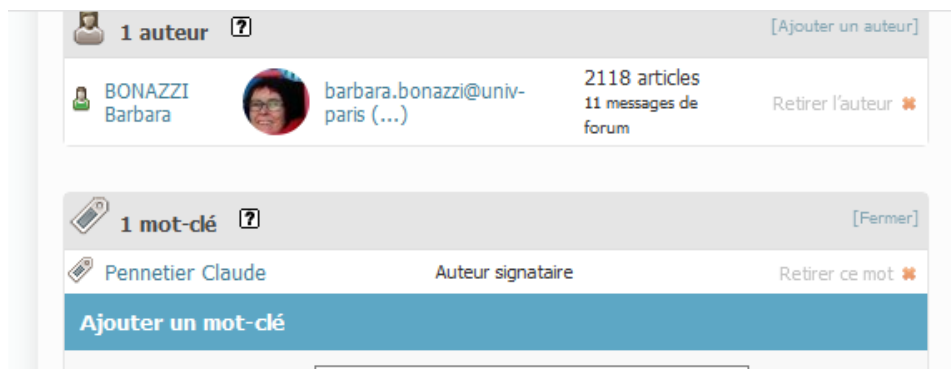 1 auteur ? [Ajouter un auteur]
BONAZZI Barbara
barbara.bonazzi@univ-paris (...)
2118 articles
11 messages de forum
Retirer l'auteur
1 mot-clé ? [Fermer]
Pennetier Claude Auteur signataire Retirer ce mot
Ajouter un mot-clé